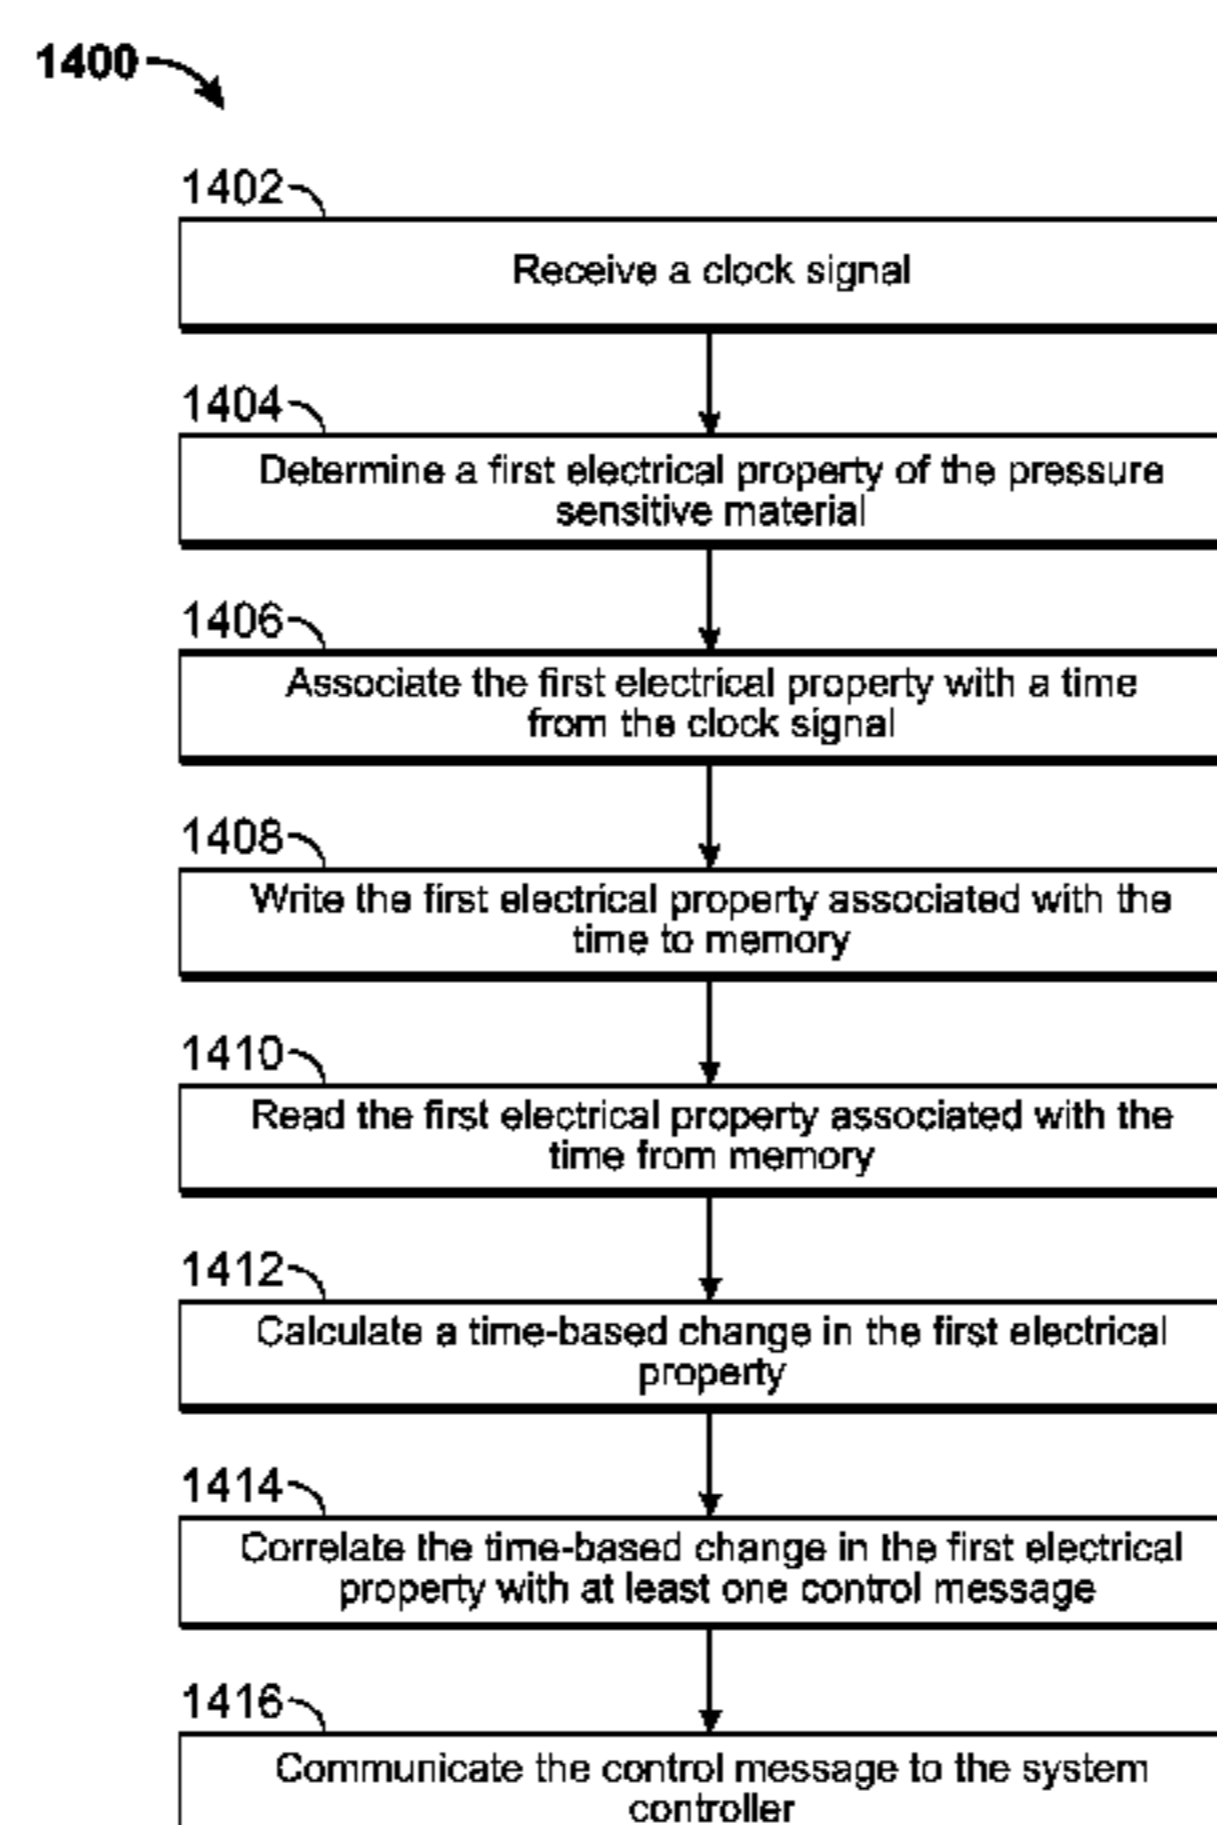 1400
1402
Receive a clock signal
1404
Determine a first electrical property of the pressure
sensitive material
1406
Associate the first electrical property with a time
from the clock signal
1408
Write the first electrical property associated with the
time to memory
1410
Read the first electrical property associated with the
time from memory
1412
Calculate a time-based change in the first electrical
property
1414
Correlate the time-based change in the first electrical
property with at least one control message
1416
Communicate the control message to the system
controller